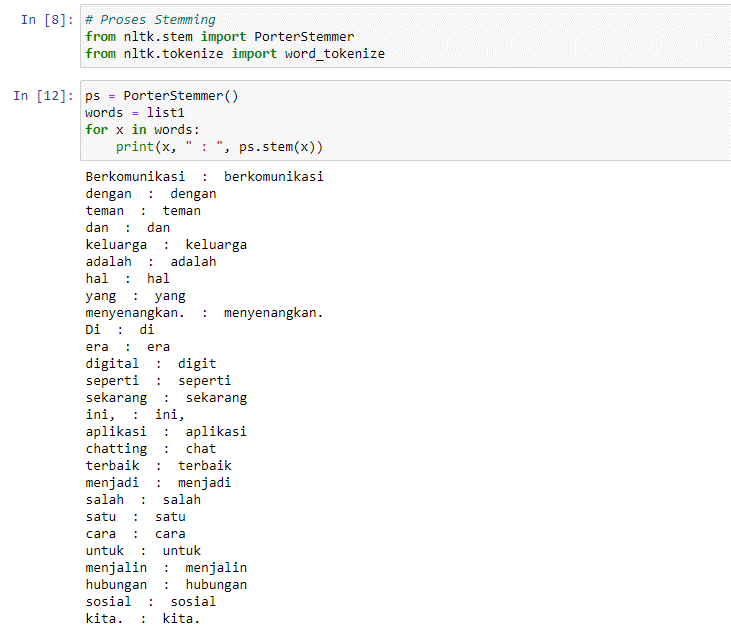 In [8]: # Proses Stemming
from nltk.stem import PorterStemmer
from nltk.tokenize import word_tokenize
In [12]: ps = PorterStemmer()
words = list1
for x in words:
    print(x, " : ", ps.stem(x))
Berkomunikasi  :  berkomunikasi
dengan  :  dengan
teman  :  teman
dan  :  dan
keluarga  :  keluarga
adalah  :  adalah
hal  :  hal
yang  :  yang
menyenangkan.  :  menyenangkan.
Di  :  di
era  :  era
digital  :  digit
seperti  :  seperti
sekarang  :  sekarang
ini,  :  ini,
aplikasi  :  aplikasi
chatting  :  chat
terbaik  :  terbaik
menjadi  :  menjadi
salah  :  salah
satu  :  satu
cara  :  cara
untuk  :  untuk
menjalin  :  menjalin
hubungan  :  hubungan
sosial  :  sosial
kita.  :  kita.